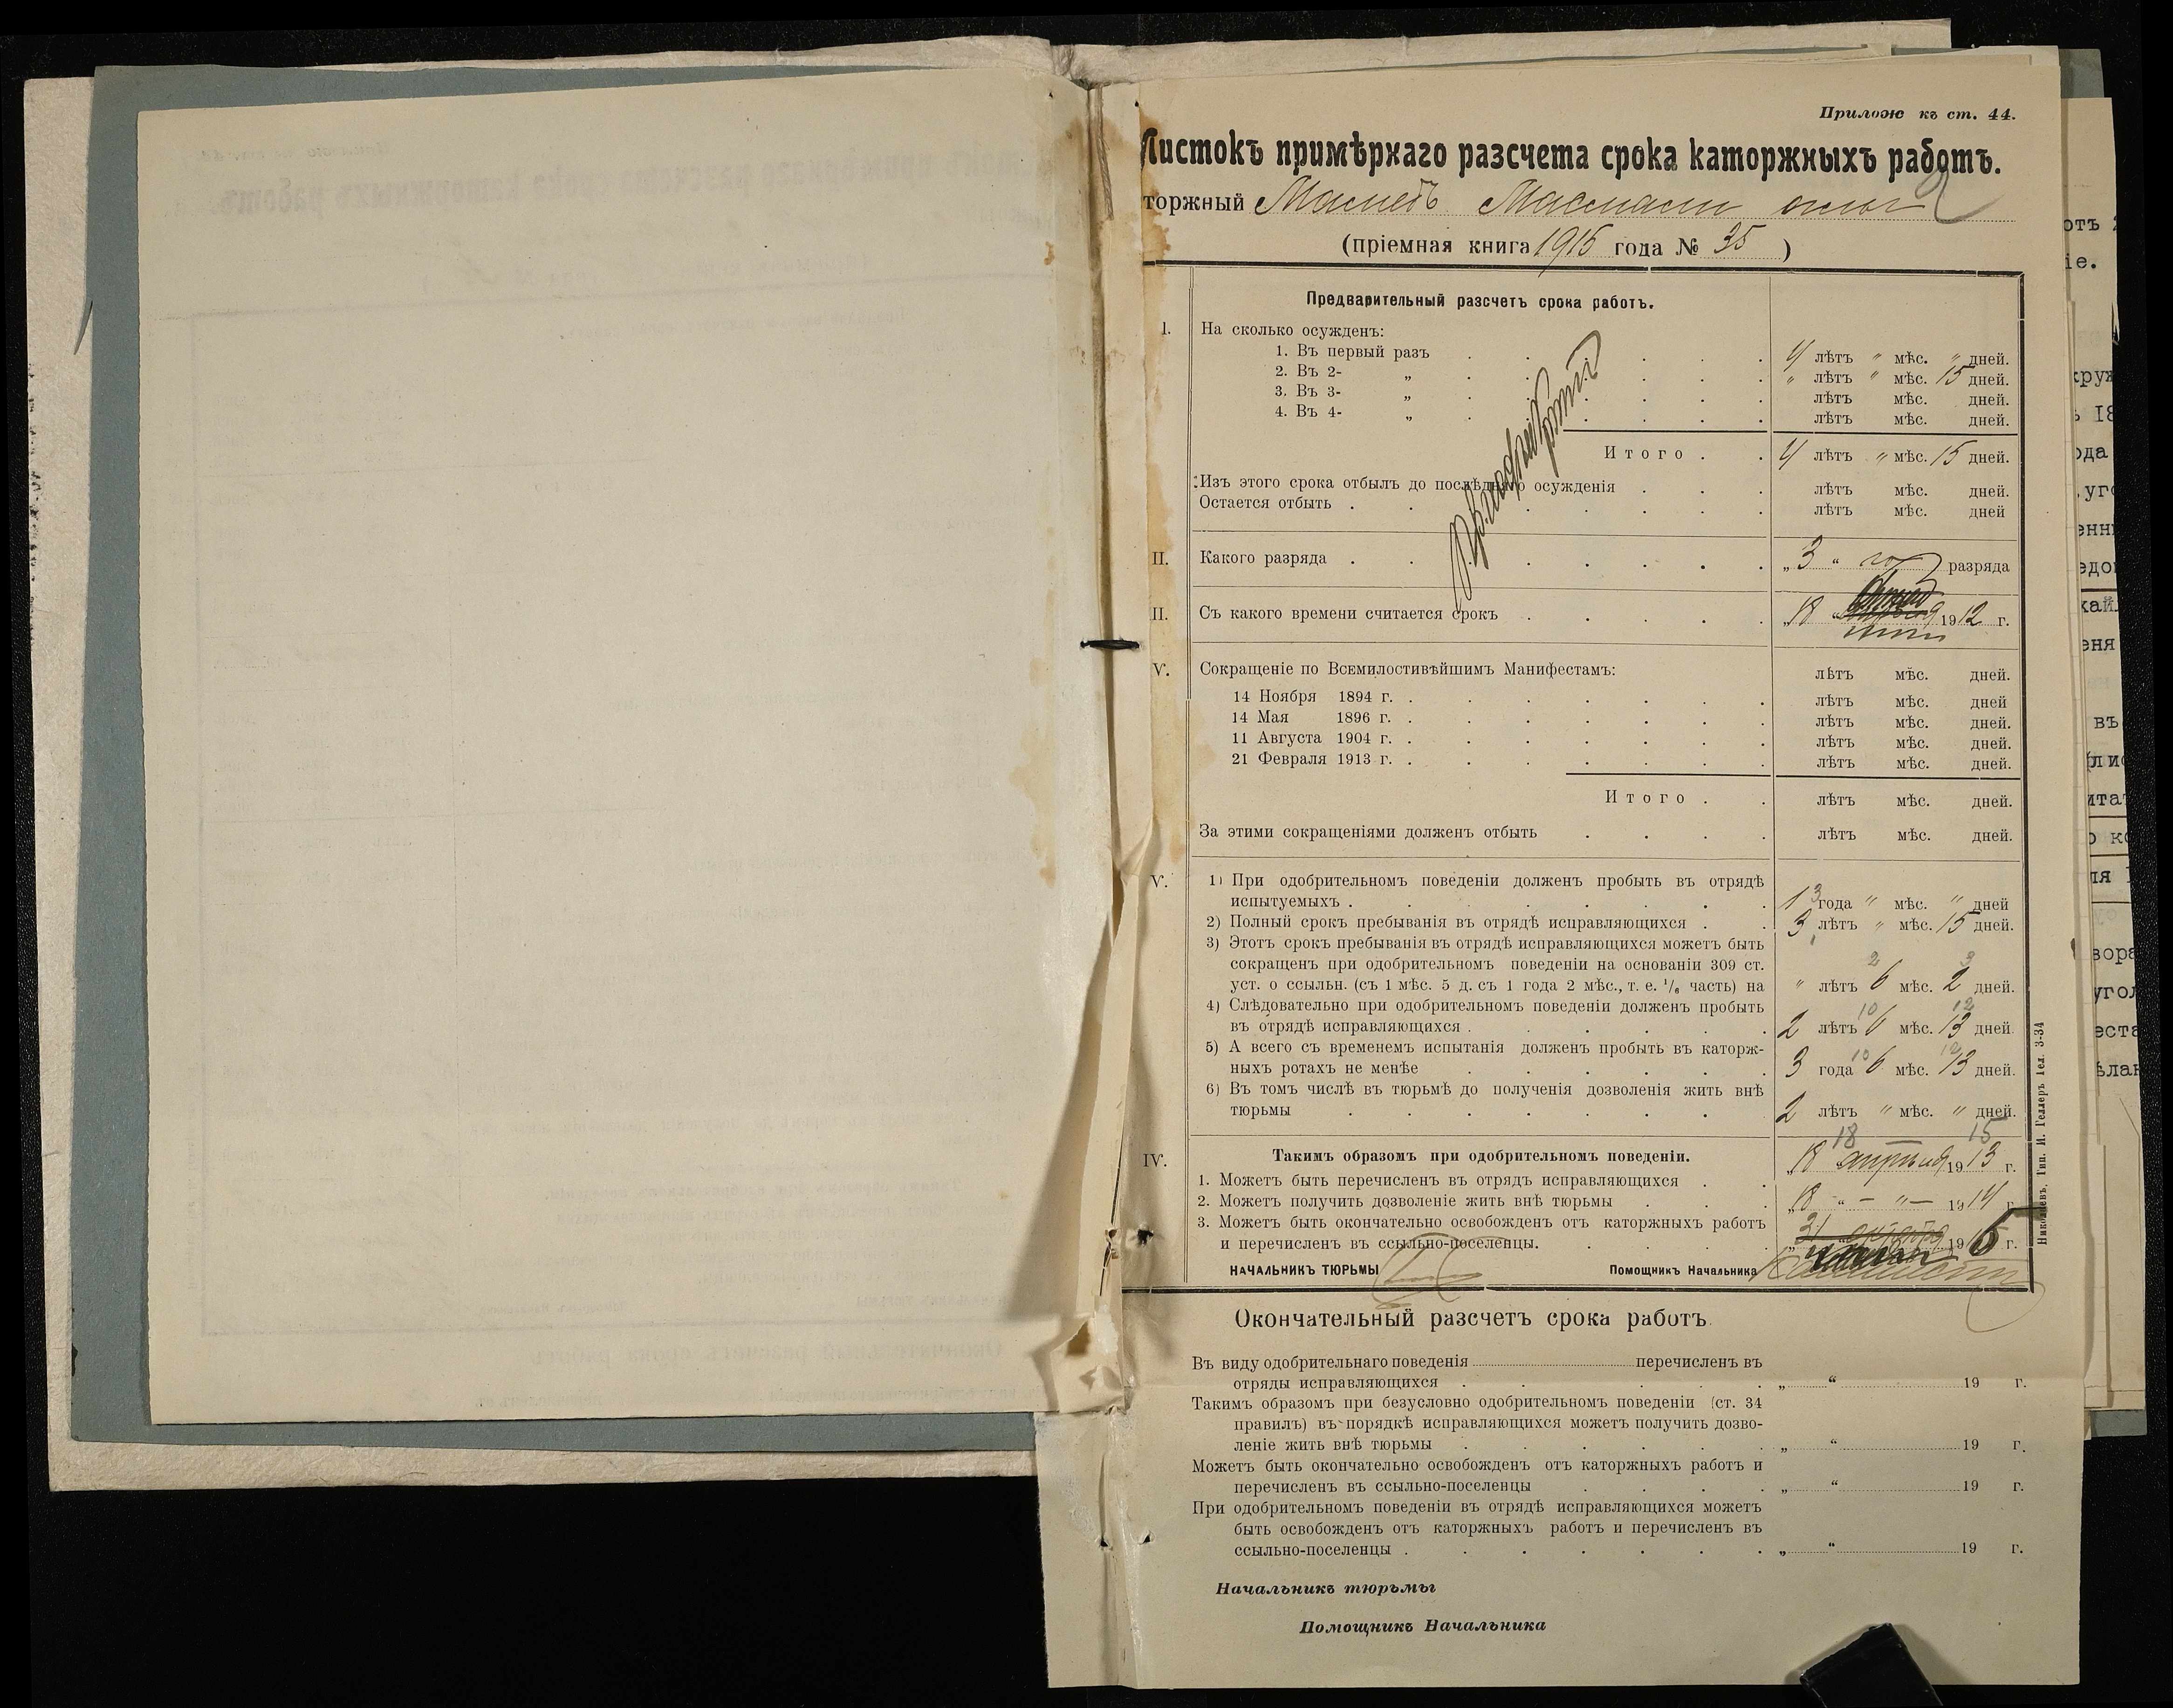 Прилож къ ст. 44.
Листокъ примѣрнаго разсчета срока каторжныхъ работъ.
торжный Мамедъ оглы
(пріемная книга 1915 года № 35 )
Предварительный разсчетъ срока работъ.
I. На сколько осужденъ:
1. Въ первый разъ 4 лѣтъ " мѣс. " дней.
2. Въ 2- „ " лѣтъ " мѣс. 15 дней.
3. Въ 3- „ лѣтъ мѣс. дней.
4. Въ 4- „ лѣтъ мѣс. дней.
Итого . . 4 лѣтъ " мѣс. 15 дней.
Изъ этого срока отбылъ до послѣдняго осужденія . . . лѣтъ мѣс. дней.
Остается отбыть . лѣтъ мѣс. дней
II. Какого разряда . „ 3 " го разряда
II. Съ какого времени считается срокъ „ 18 " 1912 г.
V. Сокращеніе по Всемилостивѣйшимъ Манифестамъ: лѣтъ мѣс. дней.
14 Ноября 1894 г. . лѣтъ мѣс. дней
14 Мая 1896 г. . лѣтъ мѣс. дней.
11 Августа 1904 г. . лѣтъ мѣс. дней.
21 Февраля 1913 г. . лѣтъ мѣс. дней.
Итого . . лѣтъ мѣс. дней.
За этими сокращеніями долженъ отбыть . . . . лѣтъ мѣс. дней.
V. 1) При одобрительномъ поведеніи долженъ пробыть въ отрядѣ
испытуемыхъ . 1 3 года " мѣс. " дней
2) Полный срокъ пребыванія въ отрядѣ исправляющихся . . 3 лѣтъ " мѣс. 15 дней.
3) Этотъ срокъ пребыванія въ отрядѣ исправляющихся можетъ быть
сокращенъ при одобрительномъ поведеніи на основаніи 309 ст. 2 3
уст. о ссыльн. (съ 1 мѣс. 5 д. съ 1 года 2 мѣс., т. е. 1/6 часть) на " лѣтъ 6 мѣс. 2 дней.
4) Слѣдовательно при одобрительномъ поведеніи долженъ пробыть 10 12
въ отрядѣ исправляющихся . 2 лѣтъ 6 мѣс. 13 дней.
5) А всего съ временемъ испытанія долженъ пробыть въ каторж- 10 12
ныхъ ротахъ не менѣе 3 года 6 мѣс. 13 дней.
6) Въ томъ числѣ въ тюрьмѣ до полученія дозволенія жить внѣ
тюрьмы 2 лѣтъ " мѣс. " дней.
18 15
IV. Такимъ образомъ при одобрительномъ поведеніи. „ 18 апрѣля 1913 г.
1. Можетъ быть перечисленъ въ отрядъ исправляющихся . .
2. Можетъ получить дозволеніе жить внѣ тюрьмы . . . „ 18 " — " — 1914 г.
3. Можетъ быть окончательно освобожденъ отъ каторжныхъ работъ 31 октября
и перечисленъ въ ссыльно-поселенцы. 19 г.
НАЧАЛЬНИКЪ ТЮРЬМЫ Помощникъ Начальника
Николаевъ, Тип. И. Геллеръ Тел. 3-34
Окончательный разсчетъ срока работъ.
Въ виду одобрительнаго поведенія перечисленъ въ
отряды исправляющихся „ “ 19 г.
Такимъ образомъ при безусловно одобрительномъ поведеніи (ст. 34
правилъ) въ порядкѣ исправляющихся можетъ получить дозво-
леніе жить внѣ тюрьмы „ “ 19 г.
Можетъ быть окончательно освобожденъ отъ каторжныхъ работъ и
перечисленъ въ ссыльно-поселенцы „ “ 19 г.
При одобрительномъ поведеніи въ отрядѣ исправляющихся можетъ
быть освобожденъ отъ каторжныхъ работъ и перечисленъ въ
ссыльно-поселенцы . „ “ 19 г.
Начальникъ тюрьмы
Помощникъ Начальника